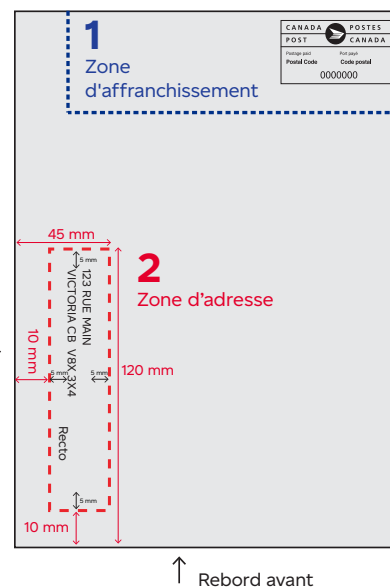 1
Zone
d'affranchissement
CANADA POSTES
POST CANADA
Postage paid Port payé
Postal Code Code postal
0000000
45 mm
5 mm
123 RUE MAIN
VICTORIA CB V8X 3X4
Recto
2
Zone d'adresse
10 mm
5 mm
5 mm
120 mm
5 mm
10 mm
Rebord avant